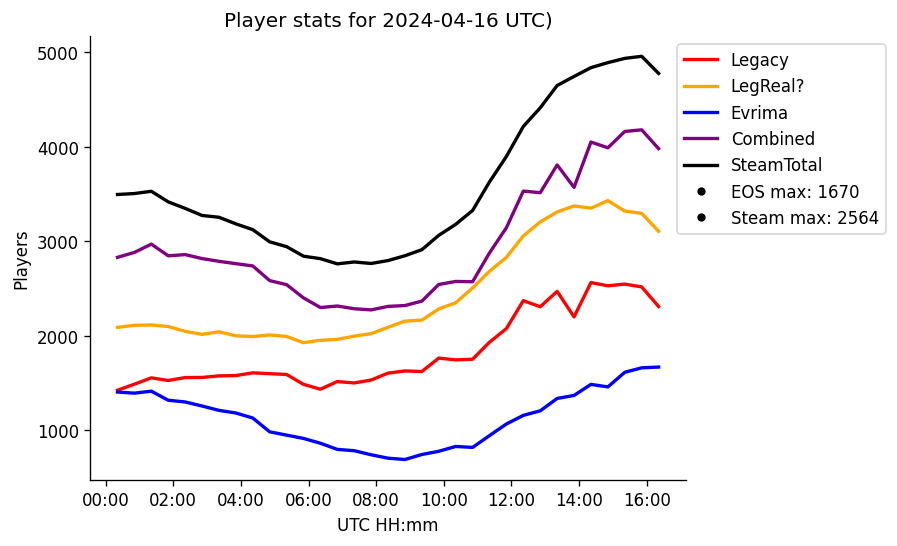 Player stats for 2024-04-16 UTC)
5000
4000
3000
2000
1000
Players
00:00 02:00 04:00 06:00 08:00 10:00 12:00 14:00 16:00
UTC HH:mm
Legacy
LegReal?
Evrima
Combined
SteamTotal
EOS max: 1670
Steam max: 2564